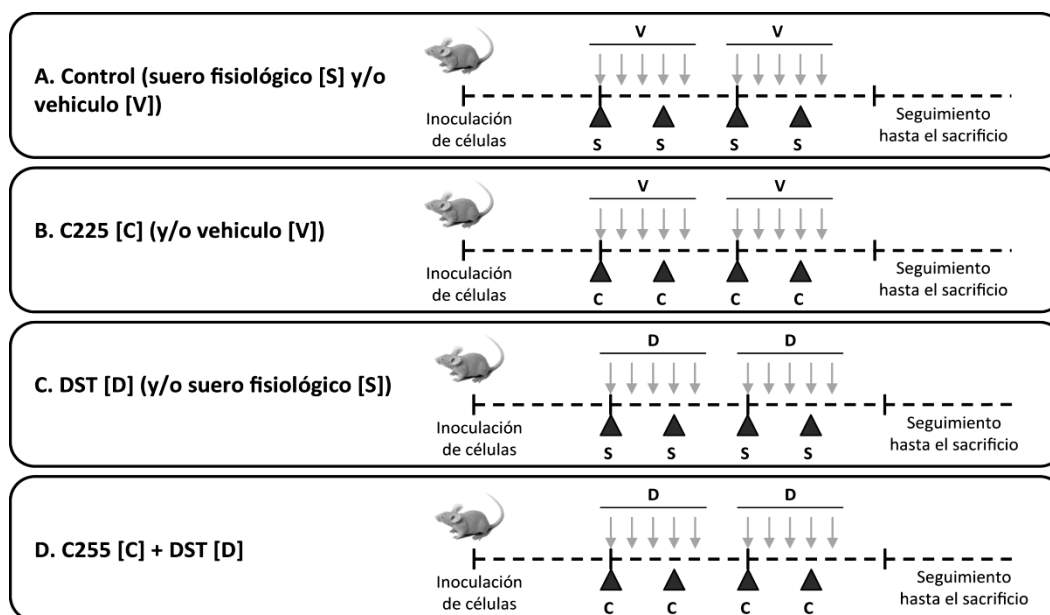 V V
A. Control (suero fisiológico [S] y/o
vehiculo [V])
Inoculación
de células
S S S S
Seguimiento
hasta el sacrificio
V V
B. C225 [C] (y/o vehiculo [V])
Inoculación
de células
C C C C
Seguimiento
hasta el sacrificio
D D
C. DST [D] (y/o suero fisiológico [S])
Inoculación
de células
S S S S
Seguimiento
hasta el sacrificio
D D
D. C255 [C] + DST [D]
Inoculación
de células
C C C C
Seguimiento
hasta el sacrificio